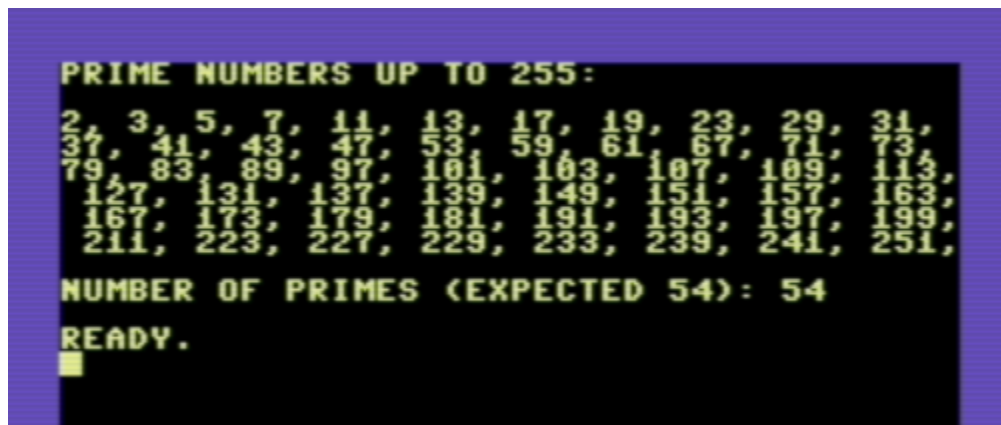 PRIME NUMBERS UP TO 255:
2, 3, 5, 7, 11, 13, 17, 19, 23, 29, 31,
37, 41, 43, 47, 53, 59, 61, 67, 71, 73,
79, 83, 89, 97, 101, 103, 107, 109, 113,
127, 131, 137, 139, 149, 151, 157, 163,
167, 173, 179, 181, 191, 193, 197, 199,
211, 223, 227, 229, 233, 239, 241, 251,
NUMBER OF PRIMES (EXPECTED 54): 54
READY.